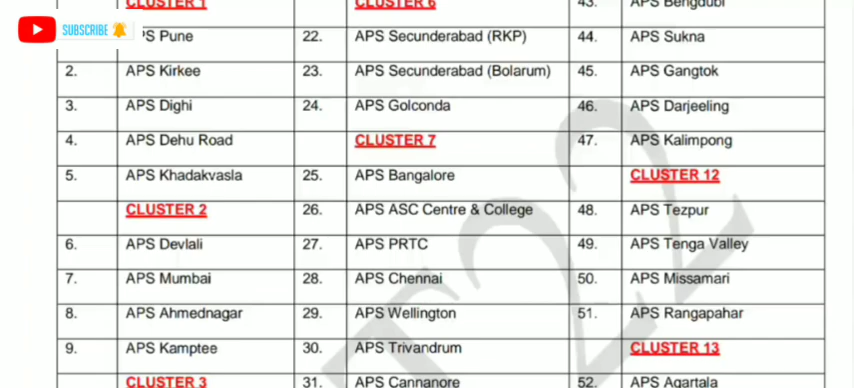 CLUSTER 1 CLUSTER 6 43. APS Bengdubi
SUBSCRIBE
APS Pune 22. APS Secunderabad (RKP) 44. APS Sukna
2. APS Kirkee 23. APS Secunderabad (Bolarum) 45. APS Gangtok
3. APS Dighi 24. APS Golconda 46. APS Darjeeling
4. APS Dehu Road CLUSTER 7 47. APS Kalimpong
5. APS Khadakvasla 25. APS Bangalore CLUSTER 12
CLUSTER 2 26. APS ASC Centre & College 48. APS Tezpur
6. APS Devlali 27. APS PRTC 49. APS Tenga Valley
7. APS Mumbai 28. APS Chennai 50. APS Missamari
8. APS Ahmednagar 29. APS Wellington 51. APS Rangapahar
9. APS Kamptee 30. APS Trivandrum CLUSTER 13
CLUSTER 3 31. APS Cannanore 52. APS Agartala
T22